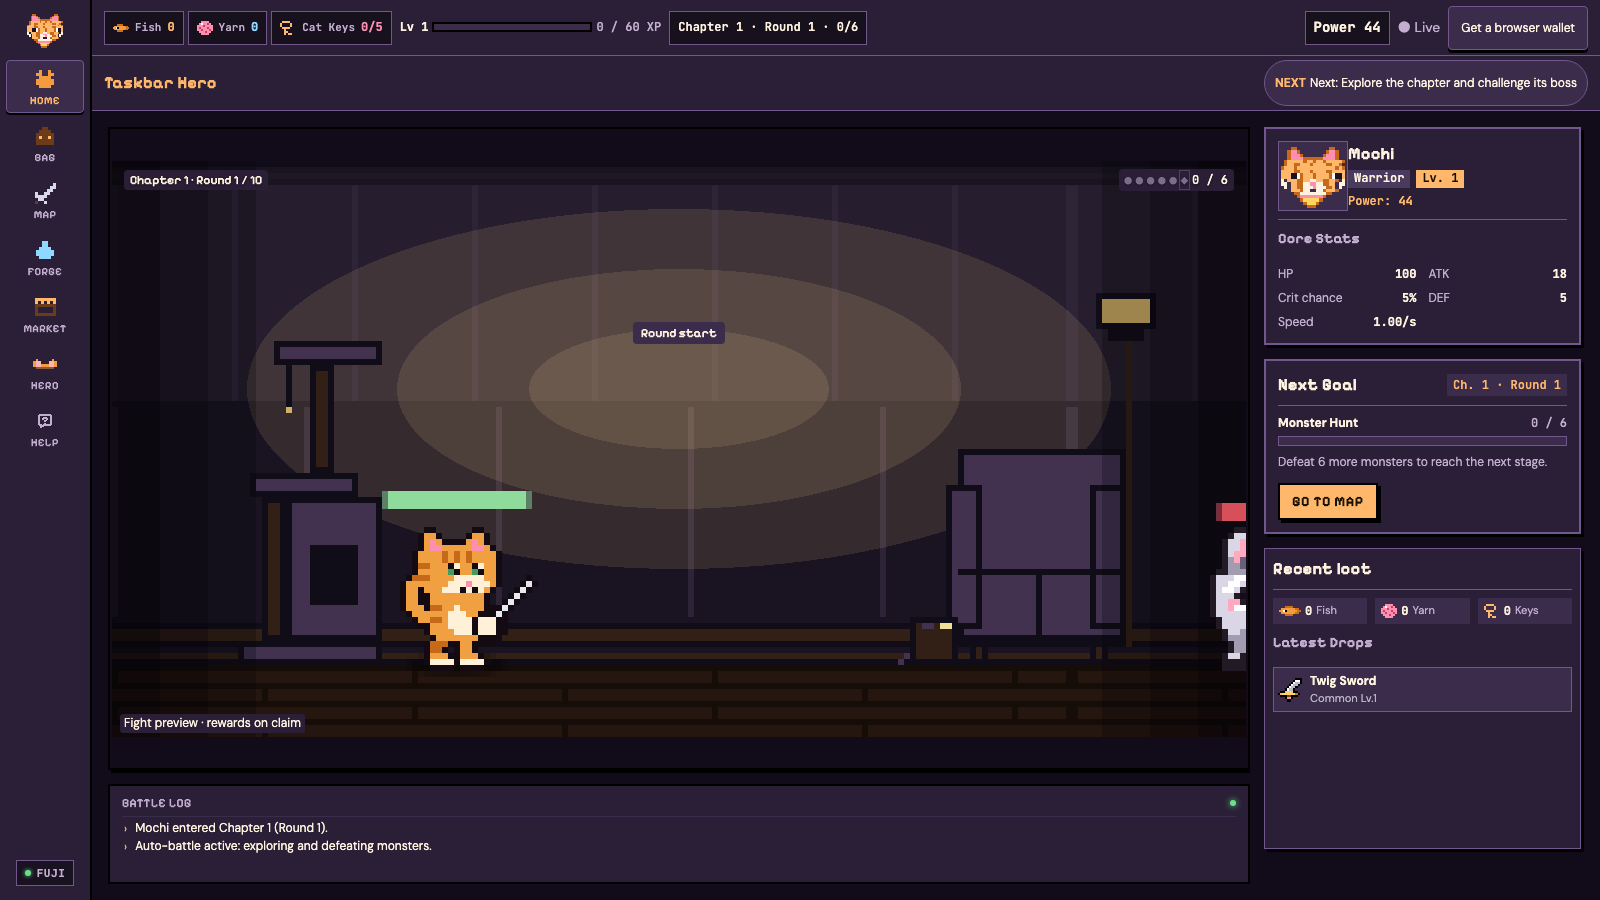 Fish 0
Yarn 0
Cat Keys 0/5
Lv 1
0 / 60 XP
Chapter 1 · Round 1 · 0/6
Power 44
Live
Get a browser wallet
HOME
BAG
MAP
FORGE
MARKET
HERO
HELP
FUJI
Taskbar Hero
NEXT Next: Explore the chapter and challenge its boss
Chapter 1 · Round 1 / 10
0 / 6
Round start
Fight preview · rewards on claim
BATTLE LOG
› Mochi entered Chapter 1 (Round 1).
› Auto-battle active: exploring and defeating monsters.
Mochi
Warrior Lv. 1
Power: 44
Core Stats
HP 100 ATK 18
Crit chance 5% DEF 5
Speed 1.00/s
Next Goal Ch. 1 · Round 1
Monster Hunt 0 / 6
Defeat 6 more monsters to reach the next stage.
GO TO MAP
Recent loot
0 Fish 0 Yarn 0 Keys
Latest Drops
Twig Sword
Common Lv.1